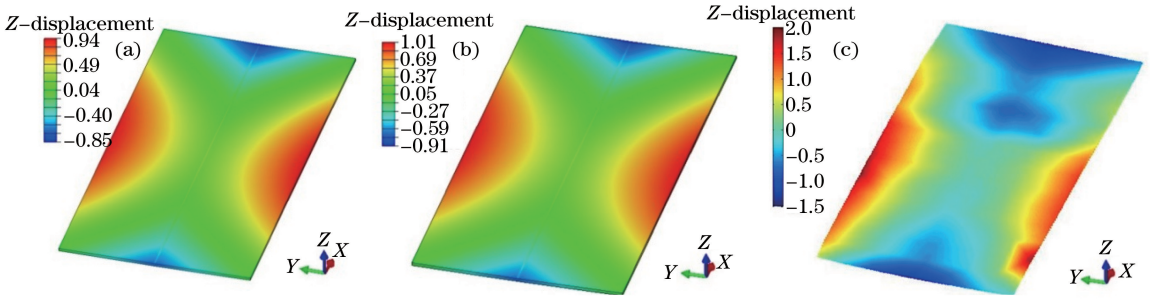 Z−displacement
0.94
0.49
0.04
−0.40
−0.85
(a)
Z
Y
X
Z−displacement
1.01
0.69
0.37
0.05
−0.27
−0.59
−0.91
(b)
Z
Y
X
Z−displacement
2.0
1.5
1.0
0.5
0
−0.5
−1.0
−1.5
(c)
Z
Y
X